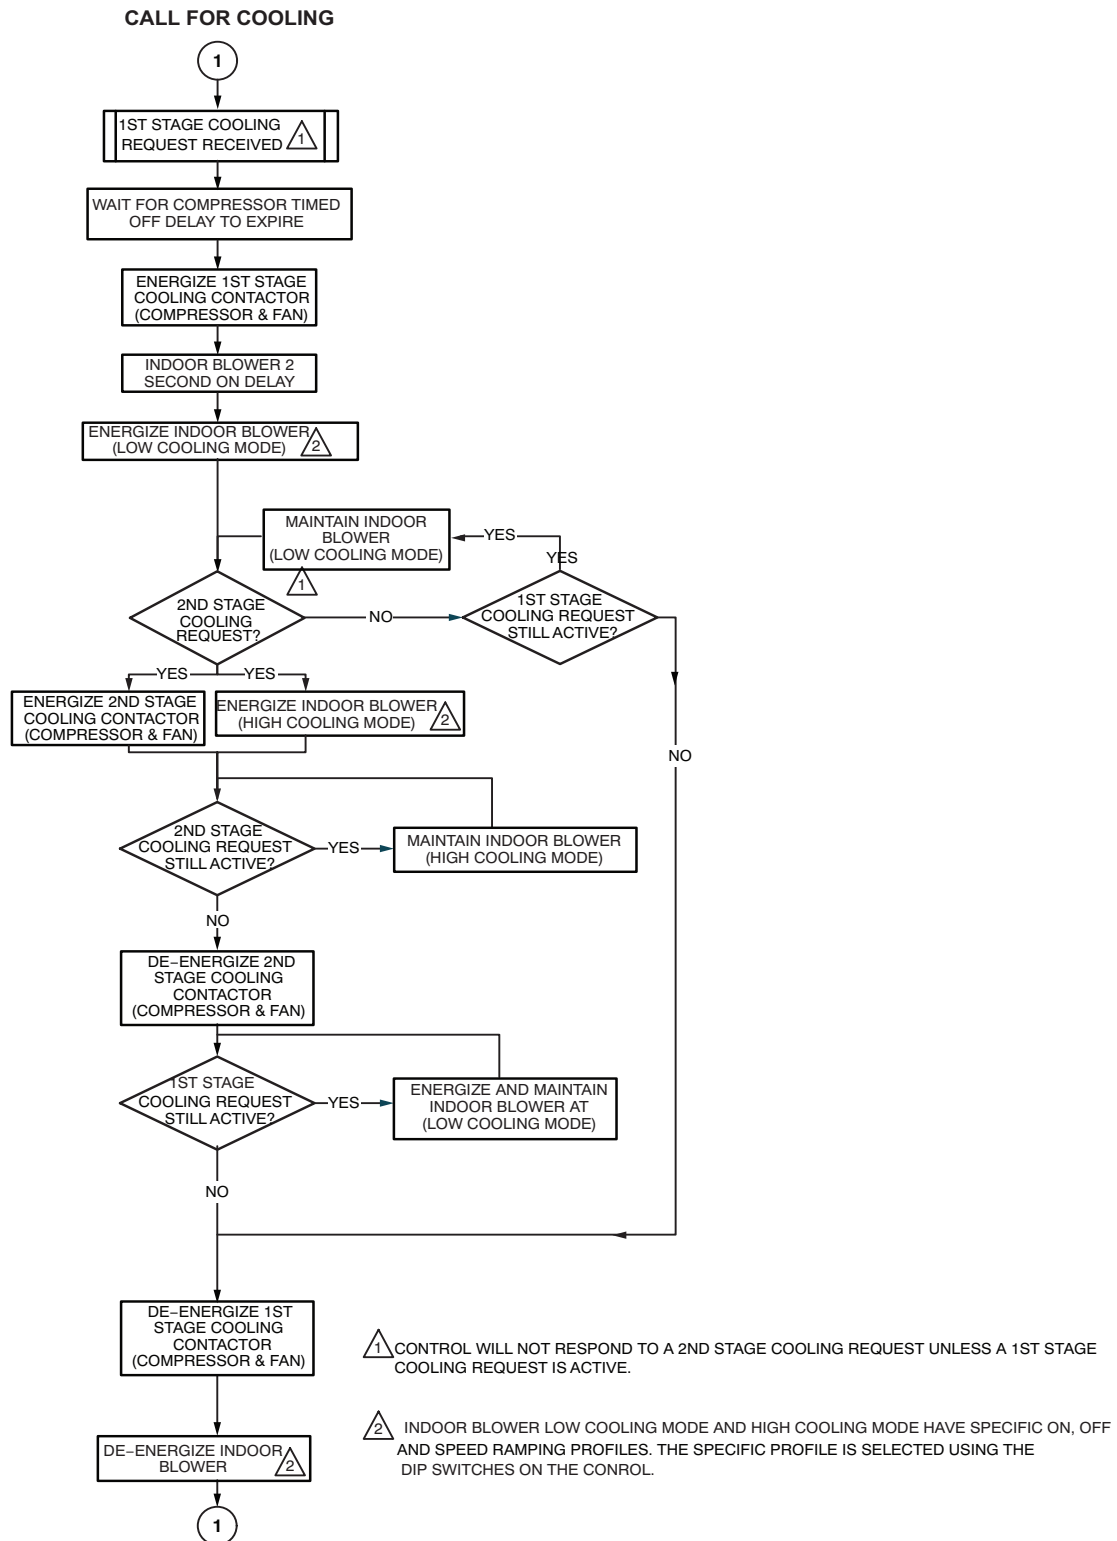 CALL FOR COOLING
1
1ST STAGE COOLING
REQUEST RECEIVED 1
WAIT FOR COMPRESSOR TIMED
OFF DELAY TO EXPIRE
ENERGIZE 1ST STAGE
COOLING CONTACTOR
(COMPRESSOR & FAN)
INDOOR BLOWER 2
SECOND ON DELAY
ENERGIZE INDOOR BLOWER
(LOW COOLING MODE) 2
MAINTAIN INDOOR
BLOWER
(LOW COOLING MODE)
1
YES
YES
2ND STAGE
COOLING
REQUEST?
NO
1ST STAGE
COOLING REQUEST
STILL ACTIVE?
YES
YES
ENERGIZE 2ND STAGE
COOLING CONTACTOR
(COMPRESSOR & FAN)
ENERGIZE INDOOR BLOWER
(HIGH COOLING MODE) 2
NO
2ND STAGE
COOLING REQUEST
STILL ACTIVE?
YES
MAINTAIN INDOOR BLOWER
(HIGH COOLING MODE)
NO
DE−ENERGIZE 2ND
STAGE COOLING
CONTACTOR
(COMPRESSOR & FAN)
1ST STAGE
COOLING REQUEST
STILL ACTIVE?
YES
ENERGIZE AND MAINTAIN
INDOOR BLOWER AT
(LOW COOLING MODE)
NO
DE−ENERGIZE 1ST
STAGE COOLING
CONTACTOR
(COMPRESSOR & FAN)
1 CONTROL WILL NOT RESPOND TO A 2ND STAGE COOLING REQUEST UNLESS A 1ST STAGE
COOLING REQUEST IS ACTIVE.
2 INDOOR BLOWER LOW COOLING MODE AND HIGH COOLING MODE HAVE SPECIFIC ON, OFF
AND SPEED RAMPING PROFILES. THE SPECIFIC PROFILE IS SELECTED USING THE
DIP SWITCHES ON THE CONROL.
DE−ENERGIZE INDOOR
BLOWER 2
1